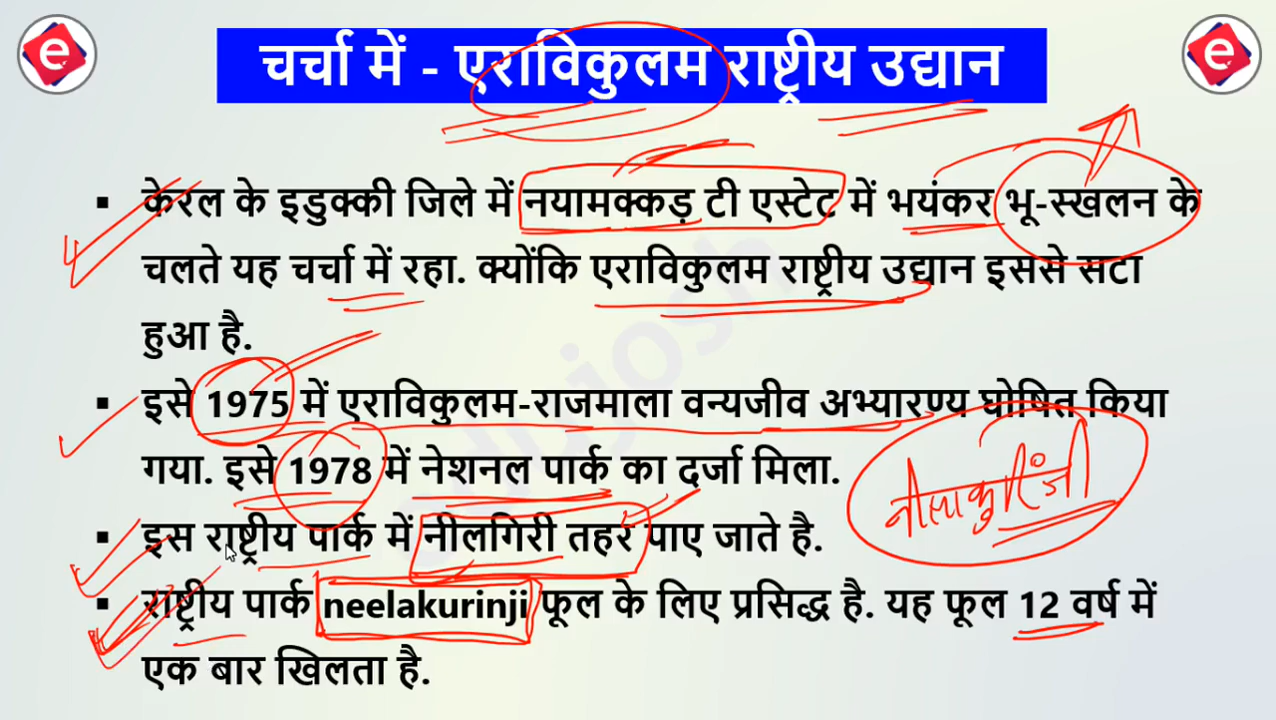 चर्चा में - एराविकुलम राष्ट्रीय उद्यान
▪ केरल के इडुक्की जिले में नयामक्कड़ टी एस्टेट में भयंकर भू-स्खलन के
चलते यह चर्चा में रहा. क्योंकि एराविकुलम राष्ट्रीय उद्यान इससे सटा
हुआ है.
▪ इसे 1975 में एराविकुलम-राजमाला वन्यजीव अभ्यारण्य घोषित किया
गया. इसे 1978 में नेशनल पार्क का दर्जा मिला.
नीलाकुरिंजी
▪ इस राष्ट्रीय पार्क में नीलगिरी तहर पाए जाते है.
▪ राष्ट्रीय पार्क neelakurinji फूल के लिए प्रसिद्ध है. यह फूल 12 वर्ष में
एक बार खिलता है.